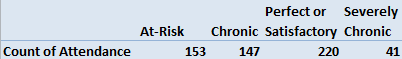 Perfect or Severely
At-Risk Chronic Satisfactory Chronic
Count of Attendance 153 147 220 41